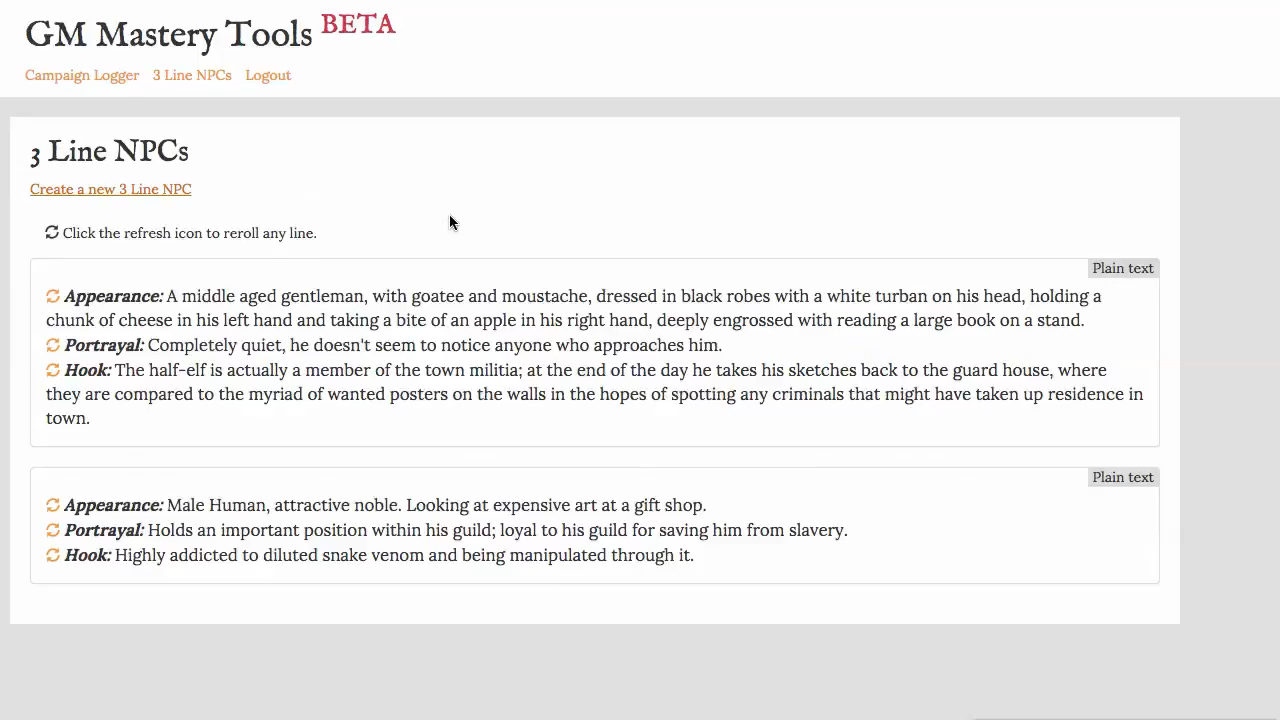 GM Mastery Tools BETA
Campaign Logger 3 Line NPCs Logout
3 Line NPCs
Create a new 3 Line NPC
Click the refresh icon to reroll any line.
Plain text
Appearance: A middle aged gentleman, with goatee and moustache, dressed in black robes with a white turban on his head, holding a
chunk of cheese in his left hand and taking a bite of an apple in his right hand, deeply engrossed with reading a large book on a stand.
Portrayal: Completely quiet, he doesn't seem to notice anyone who approaches him.
Hook: The half-elf is actually a member of the town militia; at the end of the day he takes his sketches back to the guard house, where
they are compared to the myriad of wanted posters on the walls in the hopes of spotting any criminals that might have taken up residence in
town.
Plain text
Appearance: Male Human, attractive noble. Looking at expensive art at a gift shop.
Portrayal: Holds an important position within his guild; loyal to his guild for saving him from slavery.
Hook: Highly addicted to diluted snake venom and being manipulated through it.